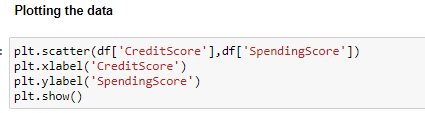 Plotting the data
: plt.scatter(df['CreditScore'],df['SpendingScore'])
plt.xlabel('CreditScore')
plt.ylabel('SpendingScore')
plt.show()